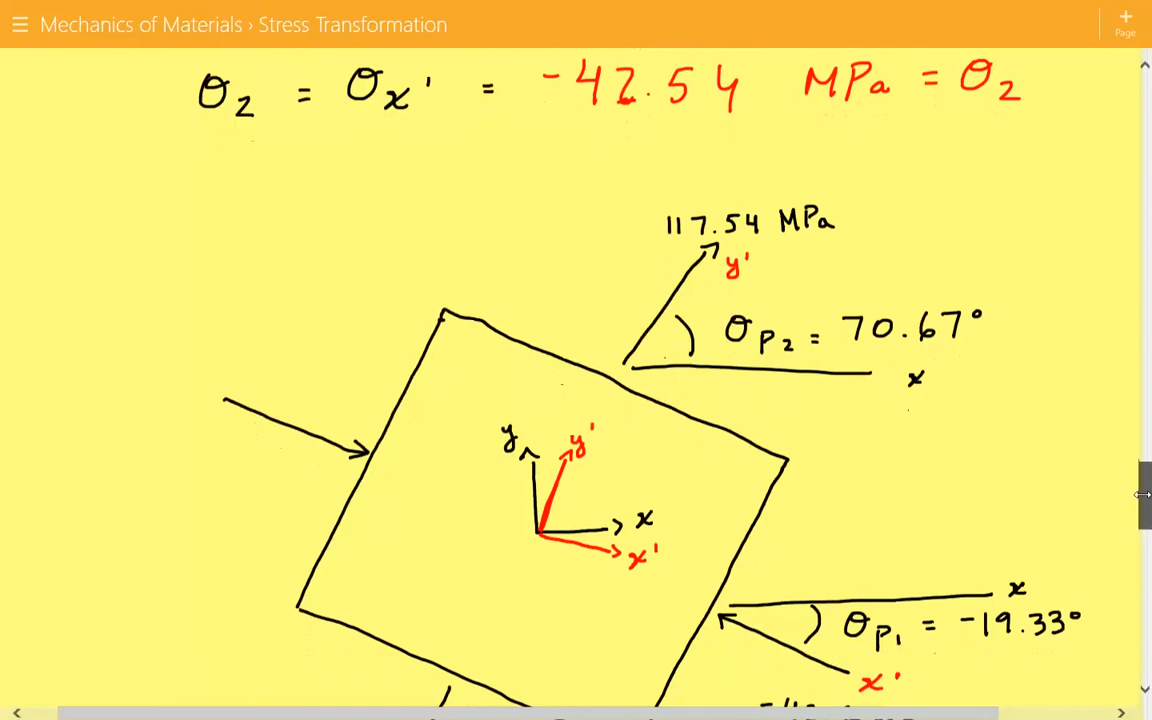 ☰ Mechanics of Materials › Stress Transformation
+
Page
σ2 = σx' = -42.54 MPa = σ2
117.54 MPa
y'
θp2 = 70.67°
x
y y'
x
x'
x
θp1 = -19.33°
x'